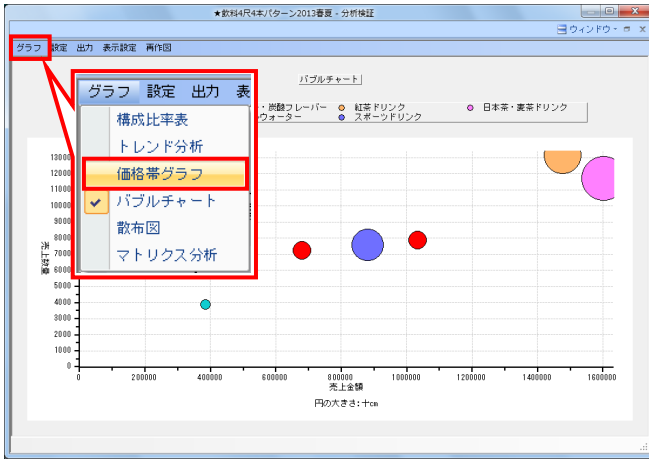 ★飲料4尺4本パターン2013春夏 - 分析検証
ウィンドウ
グラフ 設定 出力 表示設定 再作図
バブルチャート
グラフ 設定 出力 表
構成比率表
トレンド分析
価格帯グラフ
バブルチャート
散布図
マトリクス分析
・炭酸フレーバー 紅茶ドリンク 日本茶・麦茶ドリンク
ウォーター スポーツドリンク
売上数量
13000
12000
11000
10000
9000
8000
7000
6000
5000
4000
3000
2000
1000
0
0 200000 400000 600000 800000 1000000 1200000 1400000 1600000
売上金額
円の大きさ:十cm